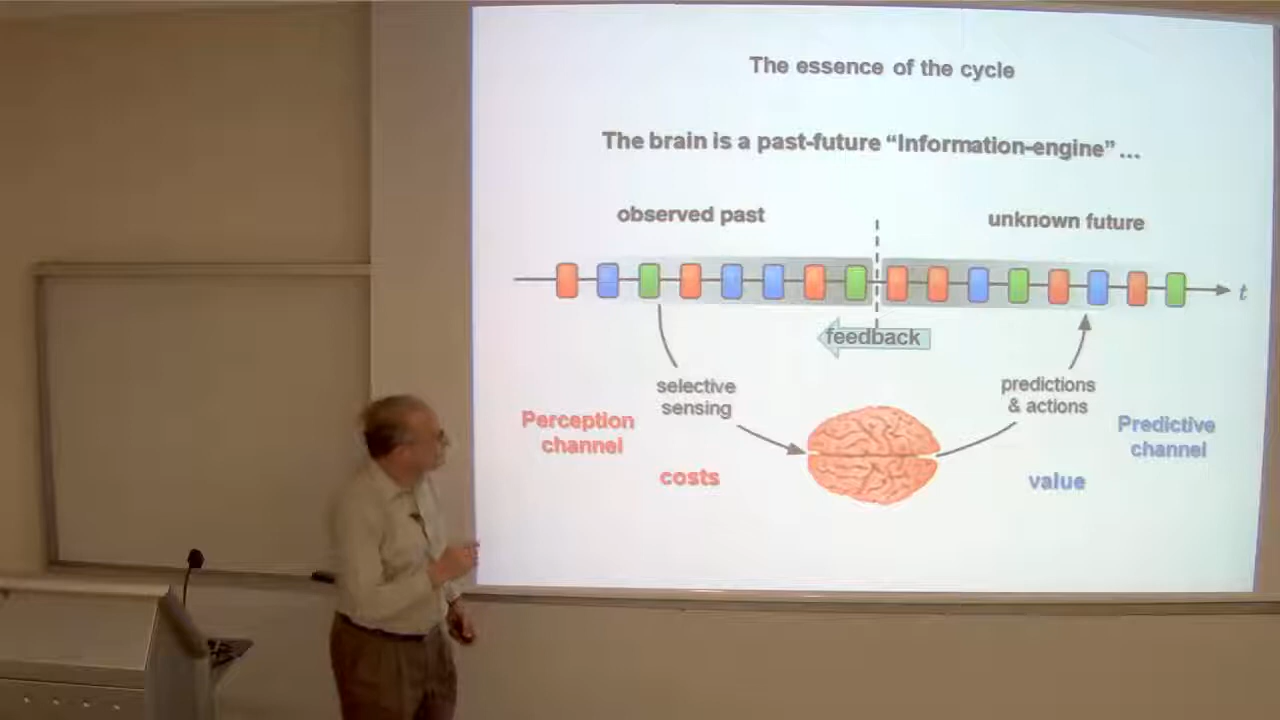 The essence of the cycle
The brain is a past-future “Information-engine” ...
observed past
unknown future
t
feedback
selective
sensing
predictions
& actions
Perception
channel
Predictive
channel
costs
value